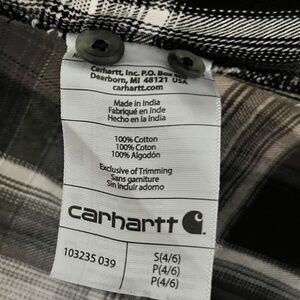 Carhartt, Inc. P.O. Box
Dearborn, MI 48121 USA
carhartt.com
Made in India
Fabriqué en Inde
Hecho en la India
100% Cotton
100% Coton
100% Algodón
Exclusive of Trimming
Sans garniture
Sin incluir adorno
carhartt
103235 039
S(4/6)
P(4/6)
P(4/6)